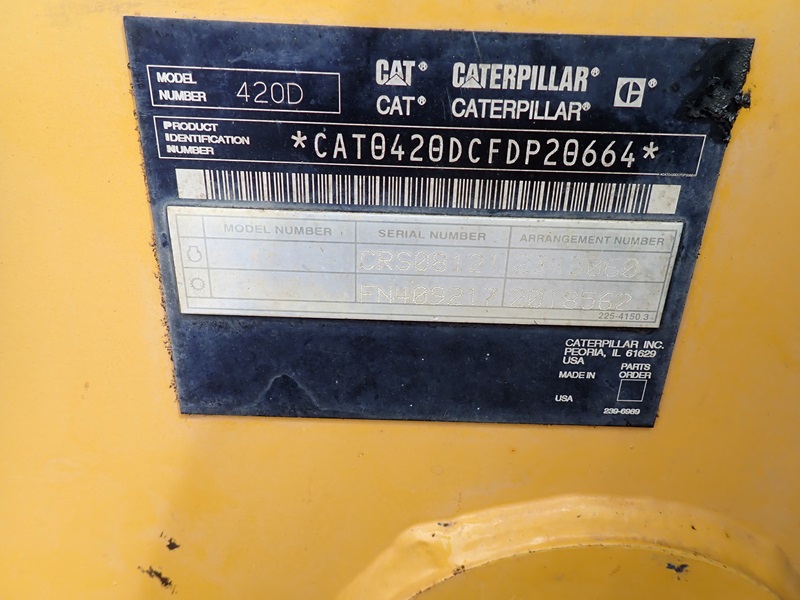 MODEL NUMBER 420D
CAT® CATERPILLAR® C®
CAT® CATERPILLAR®
PRODUCT IDENTIFICATION NUMBER *CAT0420DCFDP20664*
MODEL NUMBER SERIAL NUMBER ARRANGEMENT NUMBER
225-4150 3
CATERPILLAR INC.
PEORIA, IL 61629
USA
MADE IN PARTS ORDER
USA
239-6989